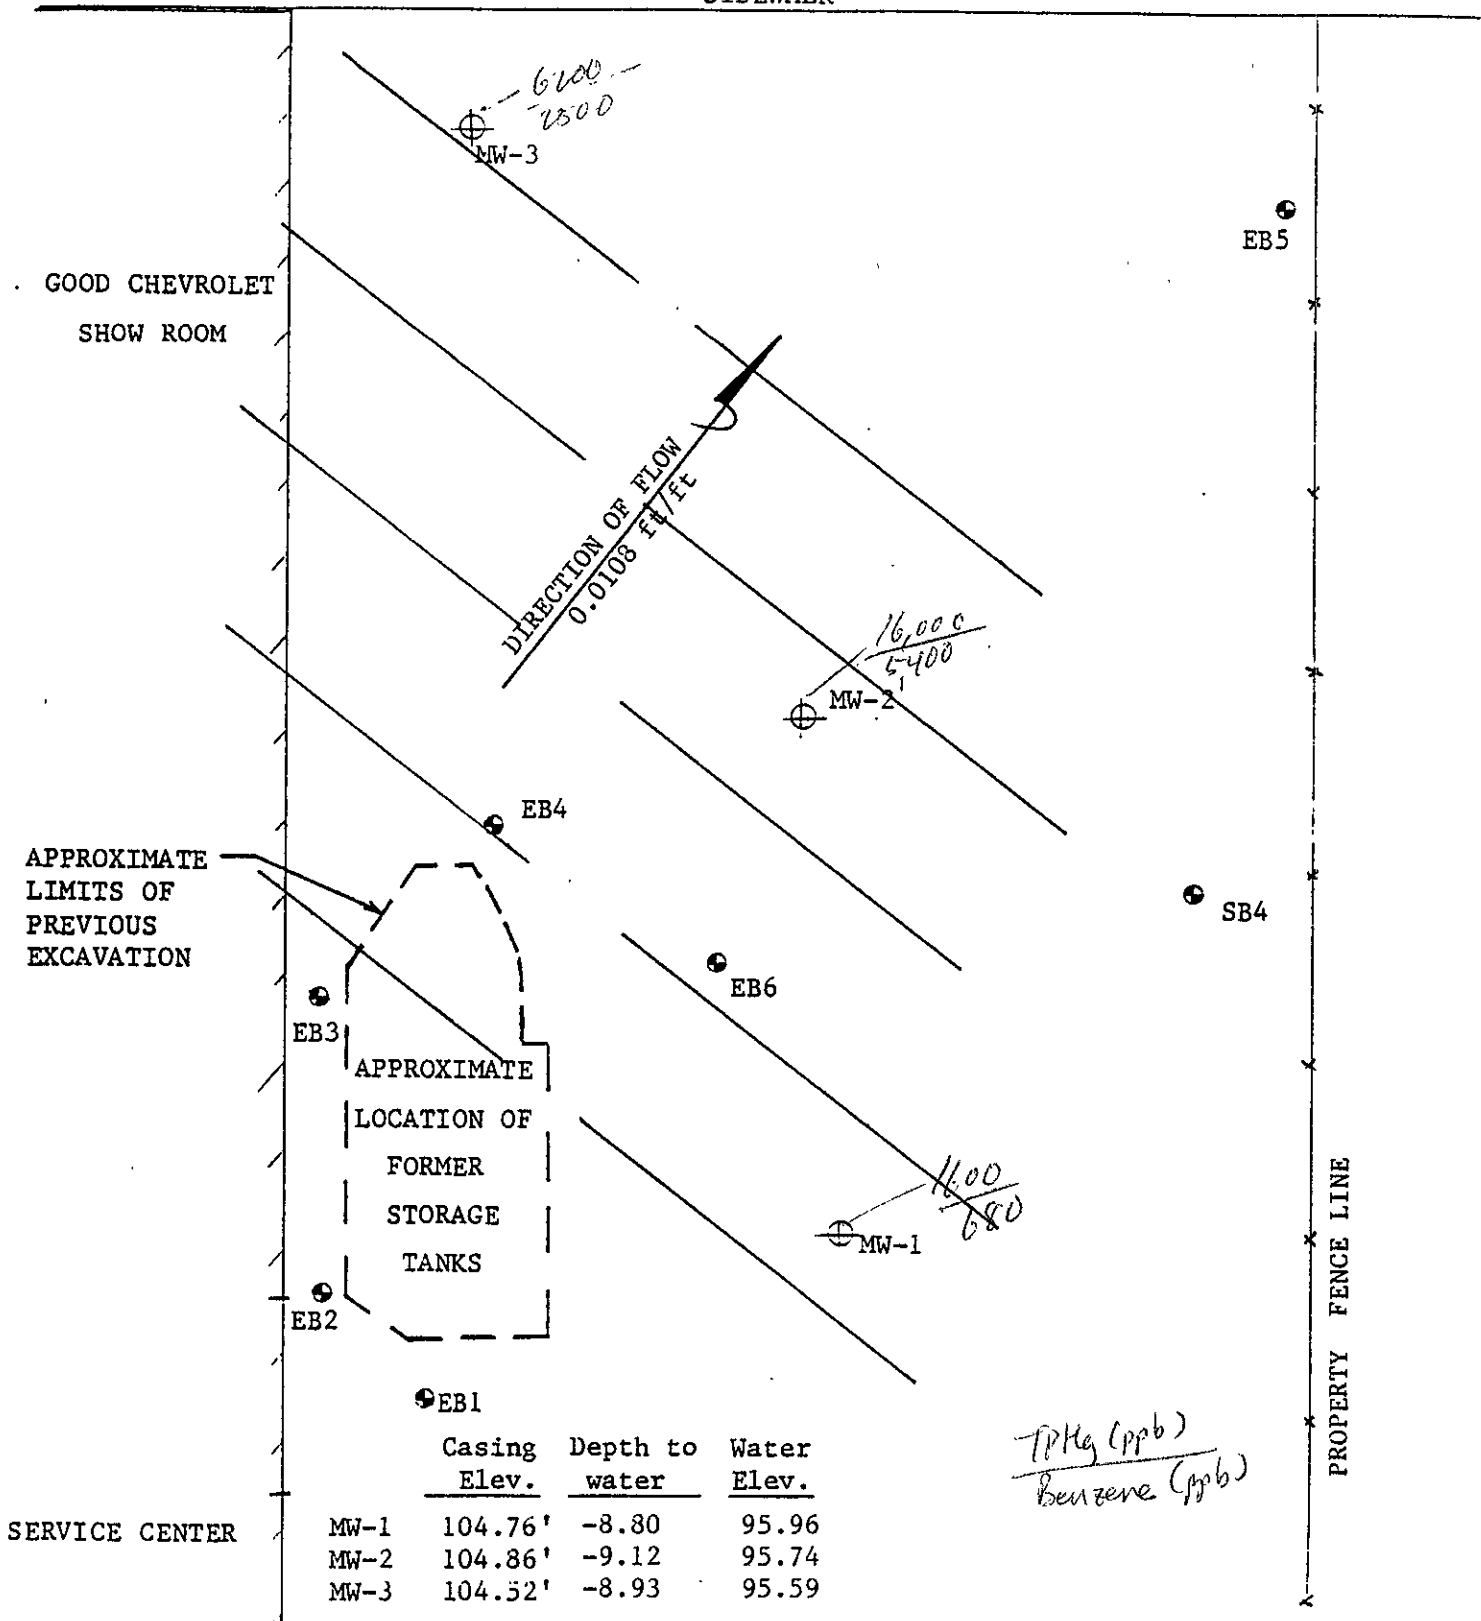 6200
2800
MW-3
EB5
GOOD CHEVROLET
SHOW ROOM
DIRECTION OF FLOW
0.0108 ft/ft
16,000
5400
MW-2
EB4
APPROXIMATE
LIMITS OF
PREVIOUS
EXCAVATION
SB4
EB6
EB3
APPROXIMATE
LOCATION OF
FORMER
STORAGE
TANKS
1600
680
MW-1
EB2
PROPERTY FENCE LINE
EB1
TPHg (ppb)
Benzene (ppb)
Casing Depth to Water
Elev. water Elev.
SERVICE CENTER
MW-1 104.76' -8.80 95.96
MW-2 104.86' -9.12 95.74
MW-3 104.52' -8.93 95.59